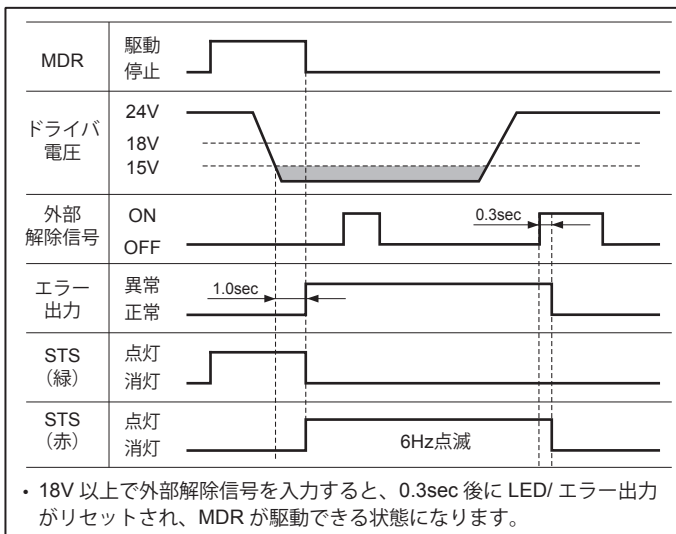 MDR
駆動
停止
ドライバ
電圧
24V
18V
15V
外部
解除信号
ON
OFF
0.3sec
エラー
出力
異常
正常
1.0sec
STS
（緑）
点灯
消灯
STS
（赤）
点灯
消灯
6Hz点滅
• 18V 以上で外部解除信号を入力すると、0.3sec 後に LED/ エラー出力
がリセットされ、MDR が駆動できる状態になります。